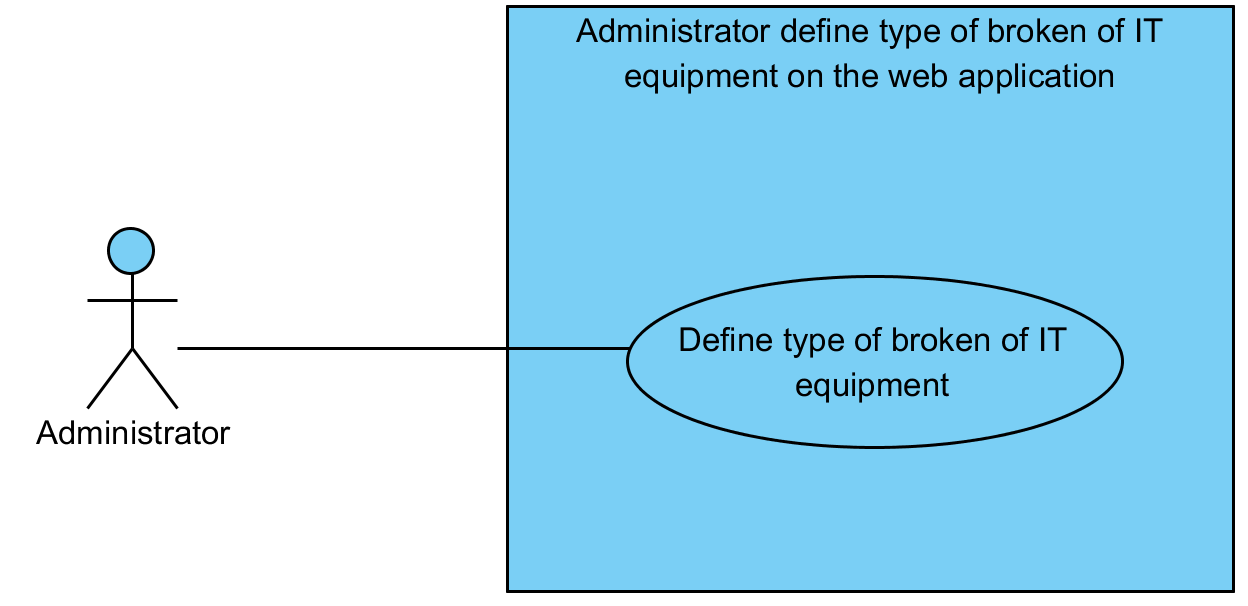 Administrator define type of broken of IT
equipment on the web application
Define type of broken of IT
equipment
Administrator